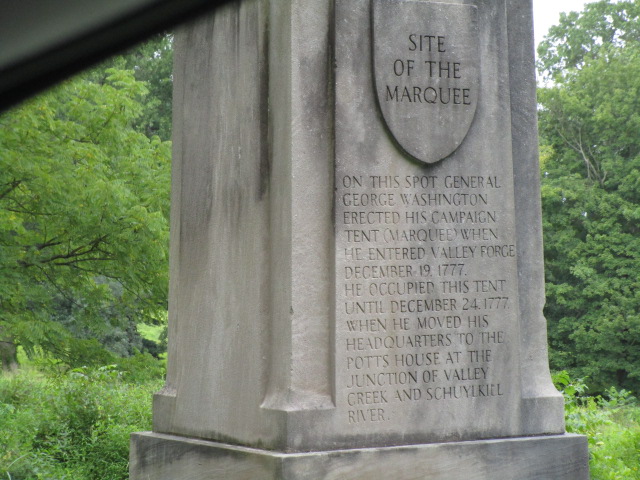 SITE
OF THE
MARQUEE
ON THIS SPOT GENERAL
GEORGE WASHINGTON
ERECTED HIS CAMPAIGN
TENT (MARQUEE) WHEN
HE ENTERED VALLEY FORGE
DECEMBER 19, 1777.
HE OCCUPIED THIS TENT
UNTIL DECEMBER 24, 1777
WHEN HE MOVED HIS
HEADQUARTERS TO THE
POTTS HOUSE AT THE
JUNCTION OF VALLEY
CREEK AND SCHUYLKILL
RIVER.